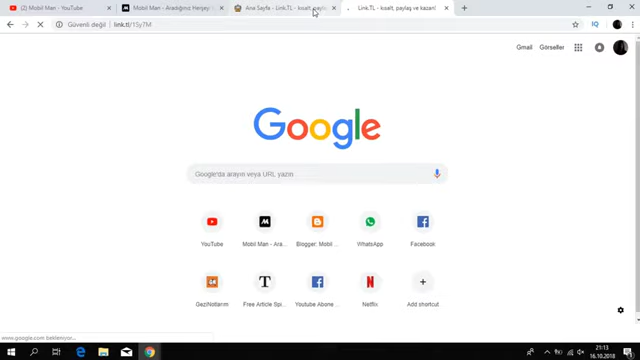 Mobil Man - YouTube
Mobil Man - Aradığınız Herşey
Ana Sayfa - Link.TL - kısalt, paylaş
Link.TL - kısalt, paylaş ve kazan!
Güvenli değil
link.tl/1Sy7M
IQ
Gmail
Görseller
Google
Google'da arayın veya URL yazın
YouTube
Mobil Man - Ara...
Blogger: Mobil ...
WhatsApp
Facebook
GeziNotlarım
Free Article Spi...
Youtube Abone ...
Netflix
Add shortcut
www.google.com bekleniyor...
21:13
16.10.2018